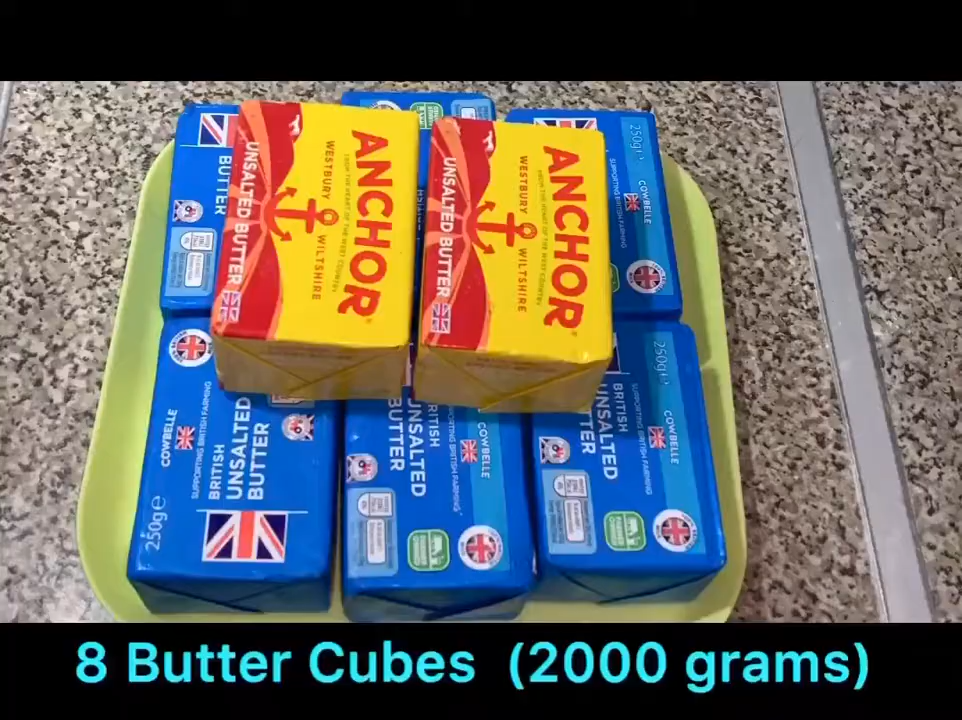 BUTTER
ANCHOR
FROM THE HEART OF THE WEST COUNTRY
WESTBURY WILTSHIRE
UNSALTED BUTTER
ANCHOR
FROM THE HEART OF THE WEST COUNTRY
WESTBURY WILTSHIRE
UNSALTED BUTTER
250g e
COWBELLE
SUPPORTING BRITISH FARMING
COWBELLE
SUPPORTING BRITISH FARMING
BRITISH
UNSALTED
BUTTER
250g e
COWBELLE
SUPPORTING BRITISH FARMING
BRITISH
UNSALTED
BUTTER
250g e
COWBELLE
SUPPORTING BRITISH FARMING
BRITISH
UNSALTED
TTER
8 Butter Cubes (2000 grams)